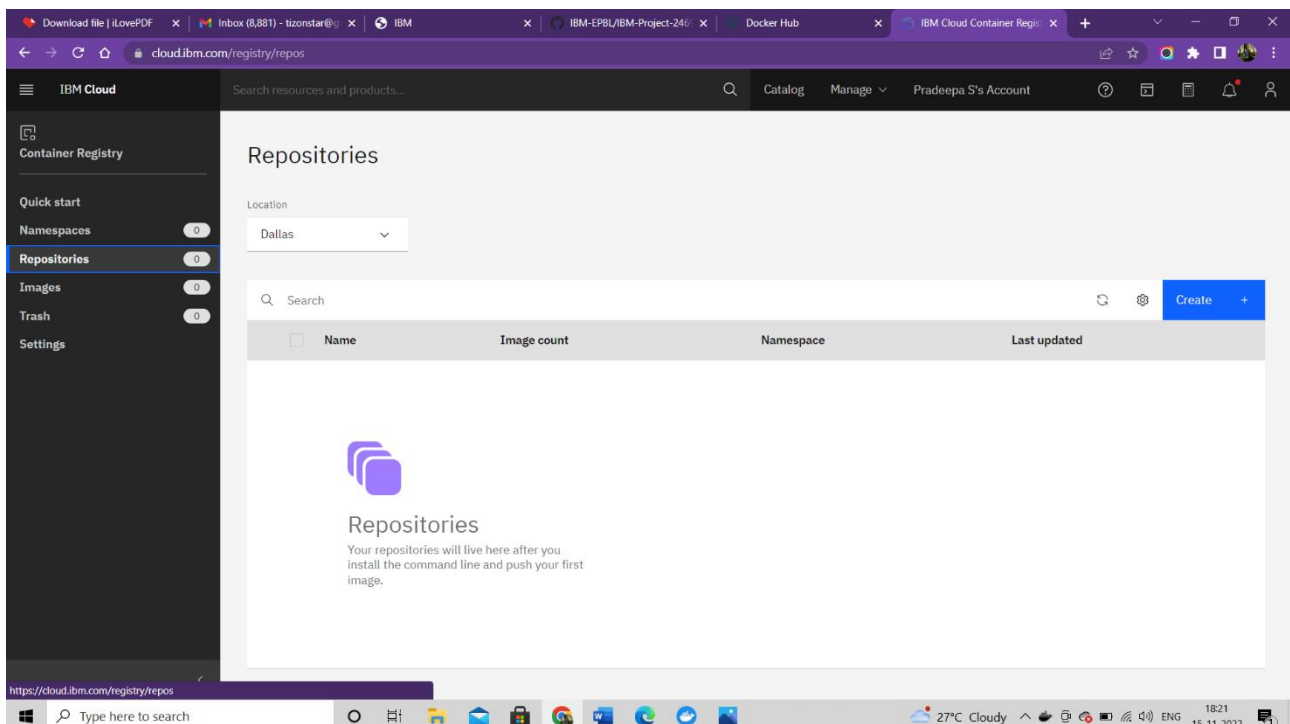 Download file | iLovePDF
Inbox (8,881) - tizonstar@g
IBM
IBM-EPBL/IBM-Project-246
Docker Hub
IBM Cloud Container Regis
cloud.ibm.com/registry/repos
IBM Cloud
Search resources and products...
Catalog
Manage
Pradeepa S's Account
Container Registry
Quick start
Namespaces 0
Repositories 0
Images 0
Trash 0
Settings
Repositories
Location
Dallas
Search
Create +
Name Image count Namespace Last updated
Repositories
Your repositories will live here after you
install the command line and push your first
image.
https://cloud.ibm.com/registry/repos
Type here to search
27°C Cloudy
ENG
18:21
15-11-2022